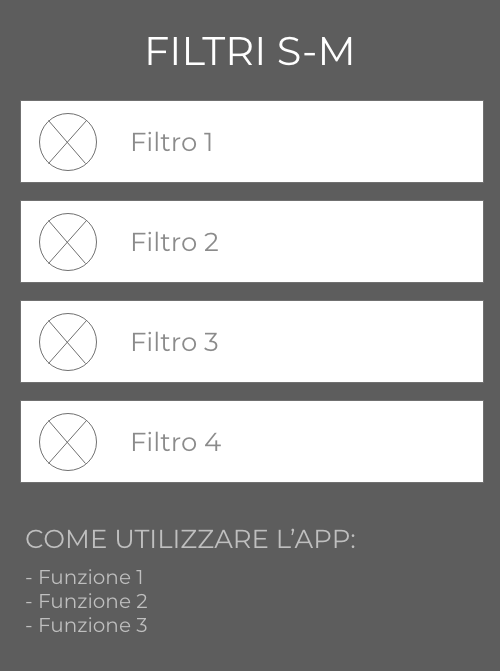 FILTRI S-M
Filtro 1
Filtro 2
Filtro 3
Filtro 4
COME UTILIZZARE L’APP:
- Funzione 1
- Funzione 2
- Funzione 3